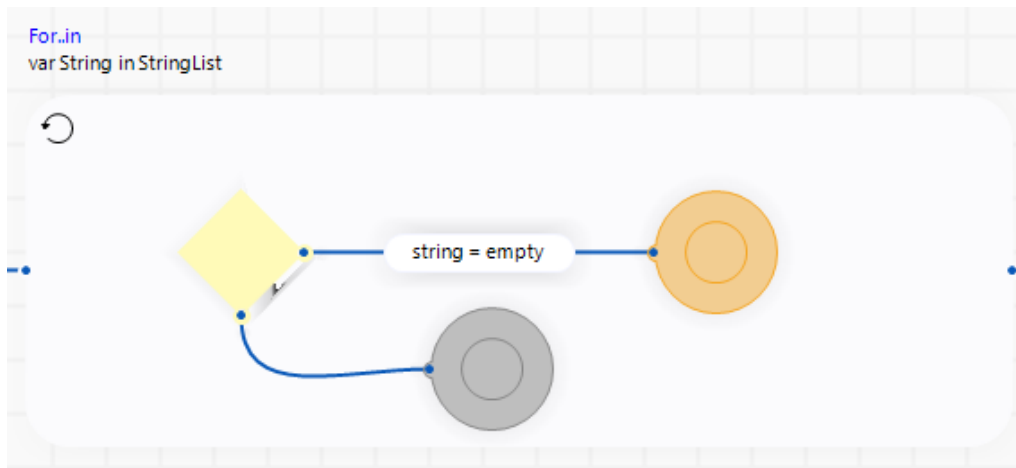 For..in
var String in StringList
string = empty